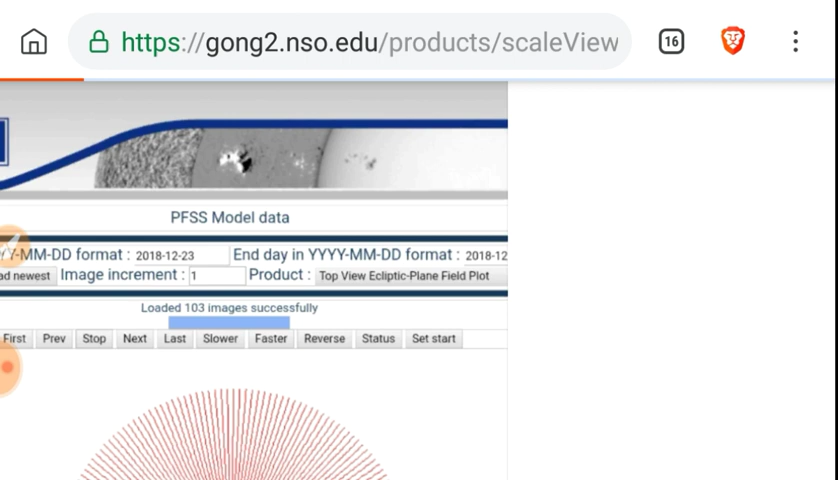 16
https://gong2.nso.edu/products/scaleView
PFSS Model data
Y-MM-DD format : 2018-12-23 End day in YYYY-MM-DD format : 2018-12
ad newest Image increment : 1 Product : Top View Ecliptic-Plane Field Plot
Loaded 103 images successfully
First Prev Stop Next Last Slower Faster Reverse Status Set start